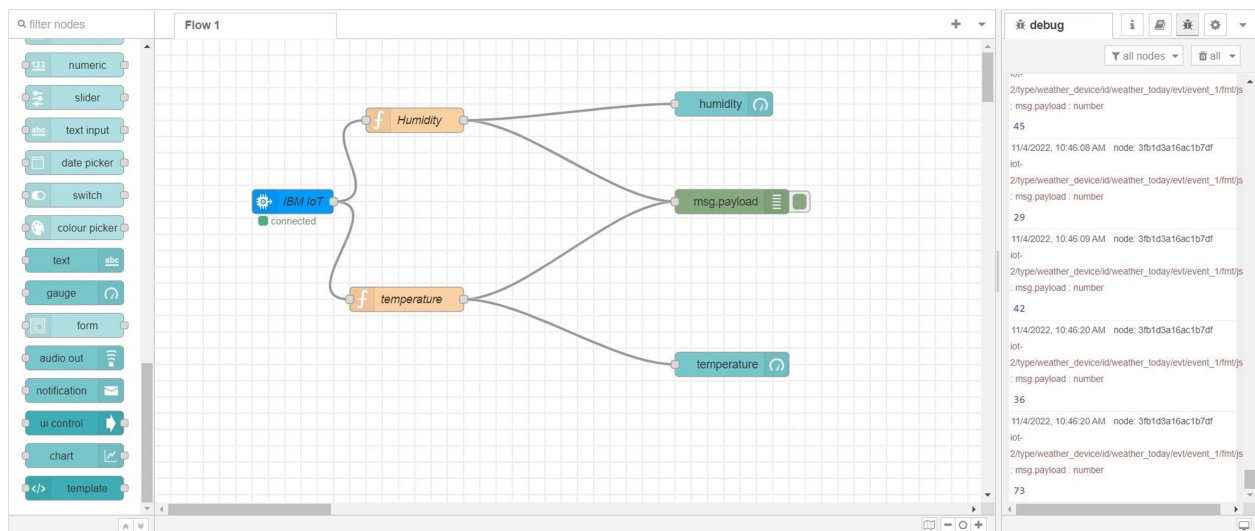 filter nodes
123 numeric
slider
abc text input
date picker
switch
colour picker
text abc
gauge
form
audio out
notification
ui control
chart
</> template
Flow 1
Humidity
humidity
IBM IoT
connected
msg.payload
temperature
temperature
debug
i
all nodes
all
iot-
2/type/weather_device/id/weather_today/evt/event_1/fmt/js
: msg.payload : number
45
11/4/2022, 10:46:08 AM node: 3fb1d3a16ac1b7df
iot-
2/type/weather_device/id/weather_today/evt/event_1/fmt/js
: msg.payload : number
29
11/4/2022, 10:46:09 AM node: 3fb1d3a16ac1b7df
iot-
2/type/weather_device/id/weather_today/evt/event_1/fmt/js
: msg.payload : number
42
11/4/2022, 10:46:20 AM node: 3fb1d3a16ac1b7df
iot-
2/type/weather_device/id/weather_today/evt/event_1/fmt/js
: msg.payload : number
36
11/4/2022, 10:46:20 AM node: 3fb1d3a16ac1b7df
iot-
2/type/weather_device/id/weather_today/evt/event_1/fmt/js
: msg.payload : number
73